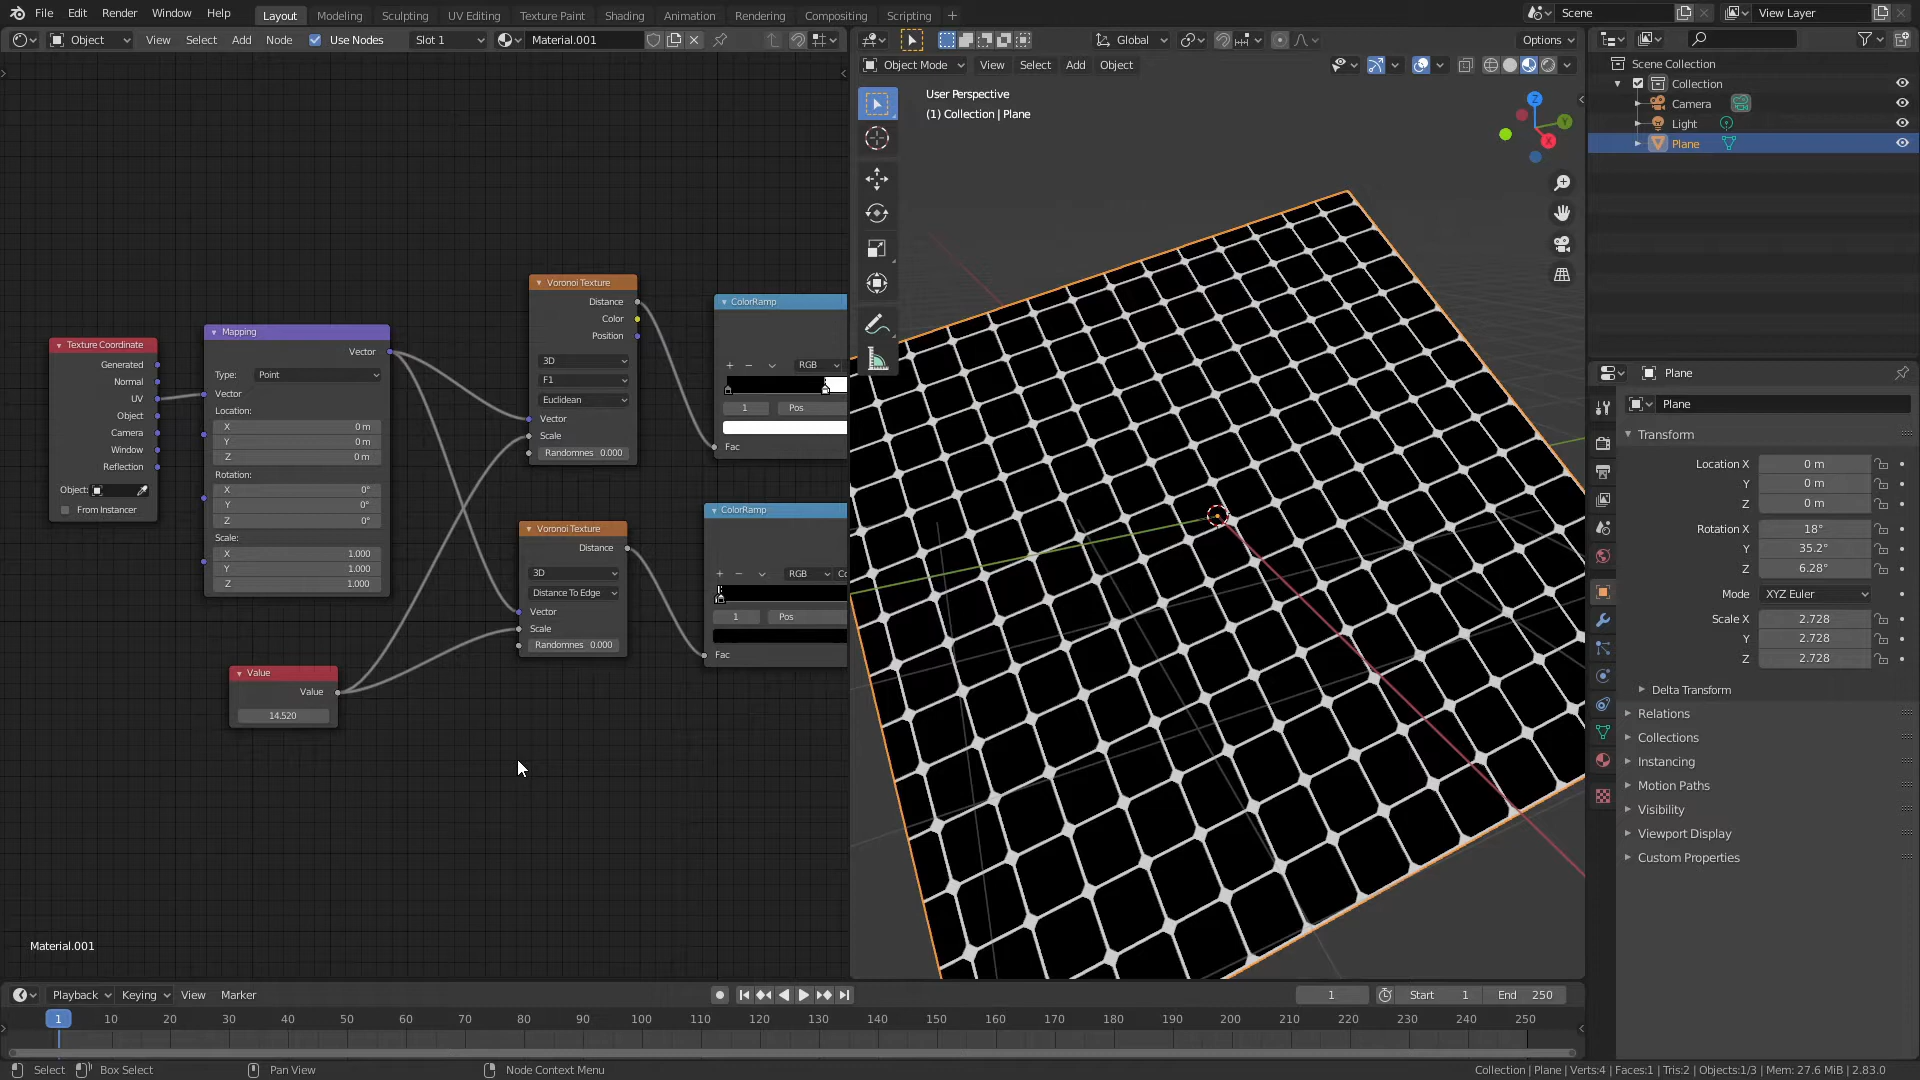 File Edit Render Window Help Layout Modeling Sculpting UV Editing Texture Paint Shading Animation Rendering Compositing Scripting + Scene View Layer
Object View Select Add Node Use Nodes Slot 1 Material.001 Global Options
Object Mode View Select Add Object
User Perspective
(1) Collection | Plane
Z
Y
X
Scene Collection
Collection
Camera
Light
Plane
Voronoi Texture
Distance
Color
Position
3D
F1
Euclidean
Vector
Scale
Randomnes 0.000
ColorRamp
RGB
1 Pos
Fac
Mapping
Vector
Type: Point
Vector
Location:
X 0 m
Y 0 m
Z 0 m
Rotation:
X 0°
Y 0°
Z 0°
Scale:
X 1.000
Y 1.000
Z 1.000
Texture Coordinate
Generated
Normal
UV
Object
Camera
Window
Reflection
Object:
From Instancer
Voronoi Texture
Distance
3D
Distance To Edge
Vector
Scale
Randomnes 0.000
ColorRamp
RGB Co
1 Pos
Fac
Value
Value
14.520
Material.001
Plane
Plane
Transform
Location X 0 m
Y 0 m
Z 0 m
Rotation X 18°
Y 35.2°
Z 6.28°
Mode XYZ Euler
Scale X 2.728
Y 2.728
Z 2.728
Delta Transform
Relations
Collections
Instancing
Motion Paths
Visibility
Viewport Display
Custom Properties
Playback Keying View Marker 1 Start 1 End 250
1 10 20 30 40 50 60 70 80 90 100 110 120 130 140 150 160 170 180 190 200 210 220 230 240 250
Select Box Select Pan View Node Context Menu Collection | Plane | Verts:4 | Faces:1 | Tris:2 | Objects:1/3 | Mem: 27.6 MiB | 2.83.0